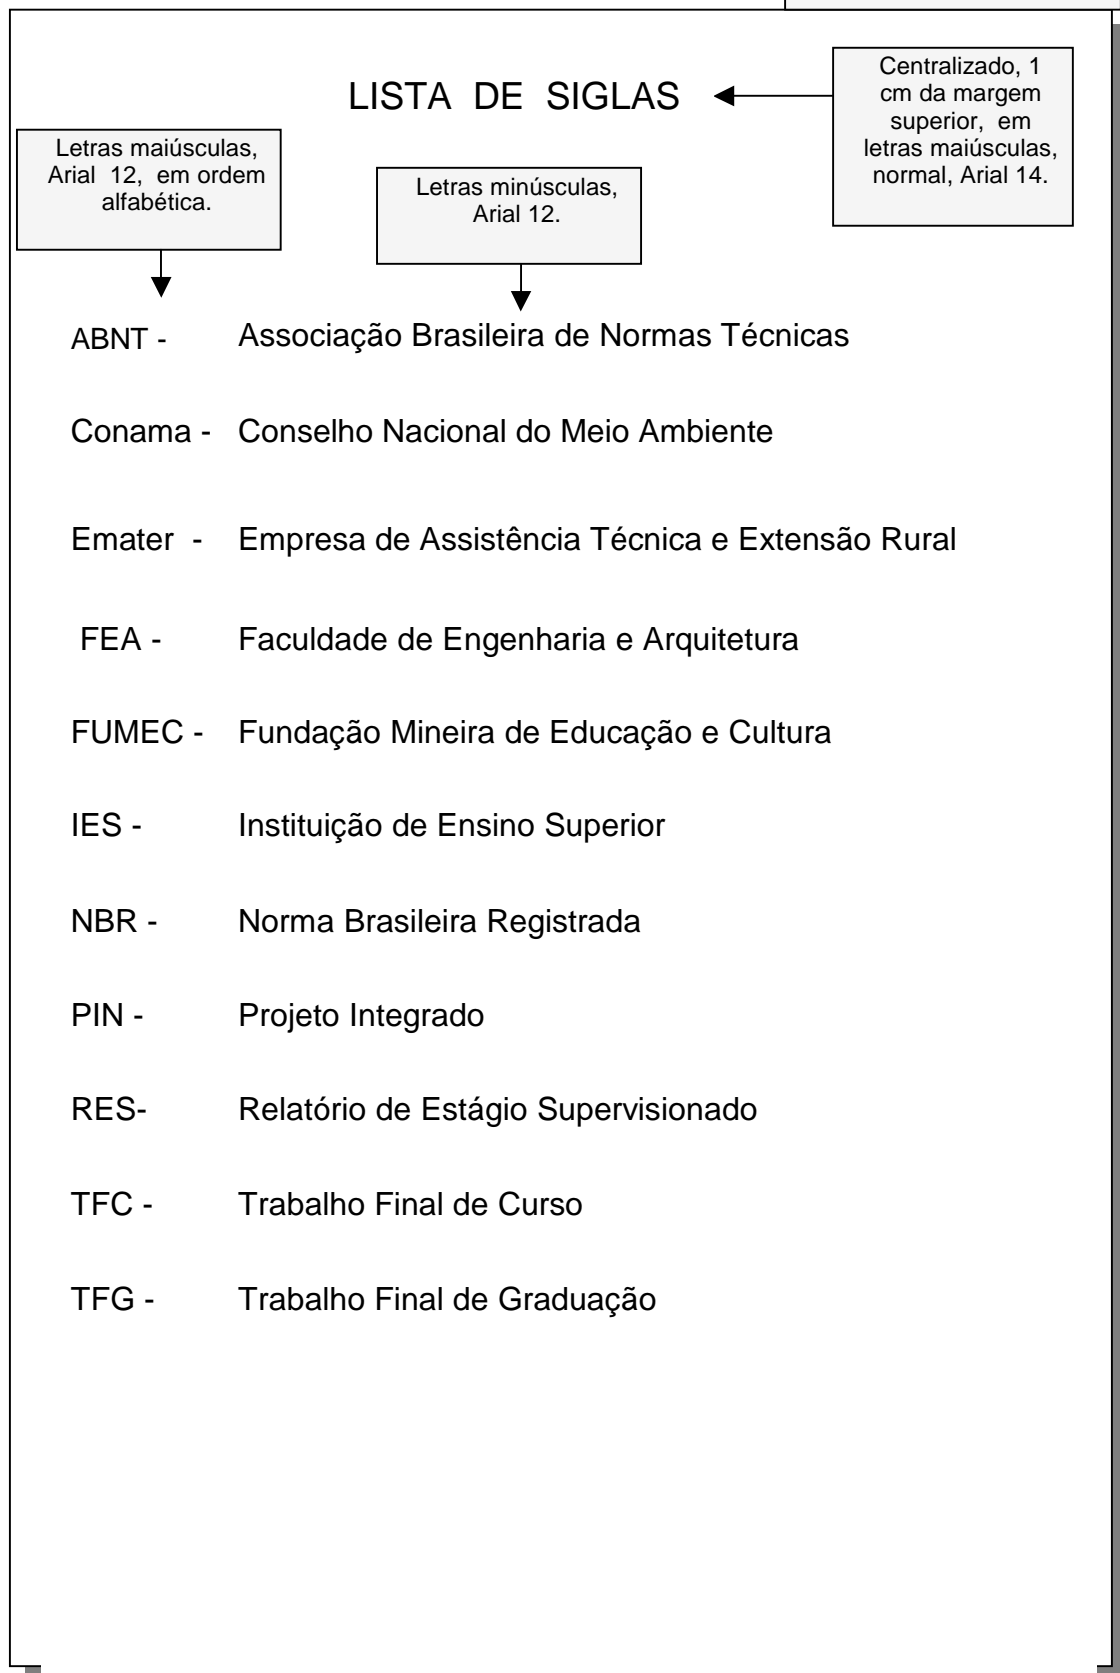 LISTA DE SIGLAS
Centralizado, 1
cm da margem
superior, em
letras maiúsculas,
normal, Arial 14.
Letras maiúsculas,
Arial 12, em ordem
alfabética.
Letras minúsculas,
Arial 12.
ABNT - Associação Brasileira de Normas Técnicas
Conama - Conselho Nacional do Meio Ambiente
Emater - Empresa de Assistência Técnica e Extensão Rural
FEA - Faculdade de Engenharia e Arquitetura
FUMEC - Fundação Mineira de Educação e Cultura
IES - Instituição de Ensino Superior
NBR - Norma Brasileira Registrada
PIN - Projeto Integrado
RES- Relatório de Estágio Supervisionado
TFC - Trabalho Final de Curso
TFG - Trabalho Final de Graduação